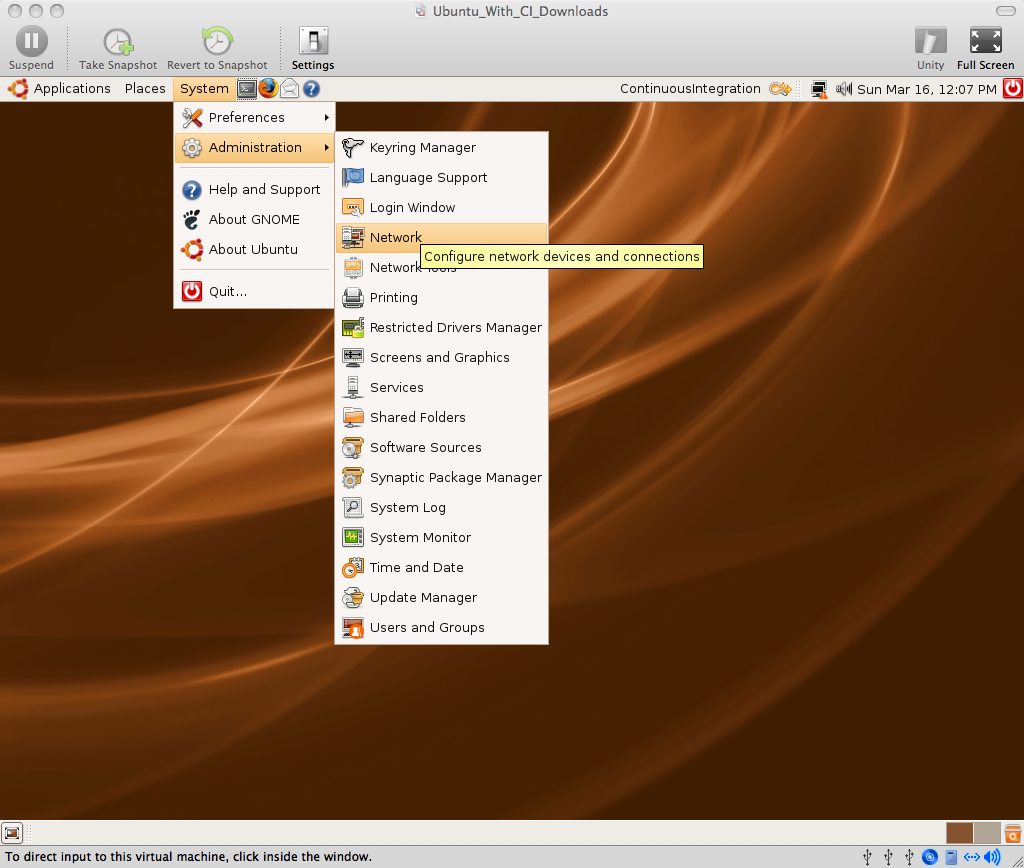 Ubuntu_With_CI_Downloads
Suspend
Take Snapshot
Revert to Snapshot
Settings
Unity
Full Screen
Applications
Places
System
ContinuousIntegration
Sun Mar 16, 12:07 PM
Preferences
Administration
Help and Support
About GNOME
About Ubuntu
Quit...
Keyring Manager
Language Support
Login Window
Network
Configure network devices and connections
Network Tools
Printing
Restricted Drivers Manager
Screens and Graphics
Services
Shared Folders
Software Sources
Synaptic Package Manager
System Log
System Monitor
Time and Date
Update Manager
Users and Groups
To direct input to this virtual machine, click inside the window.